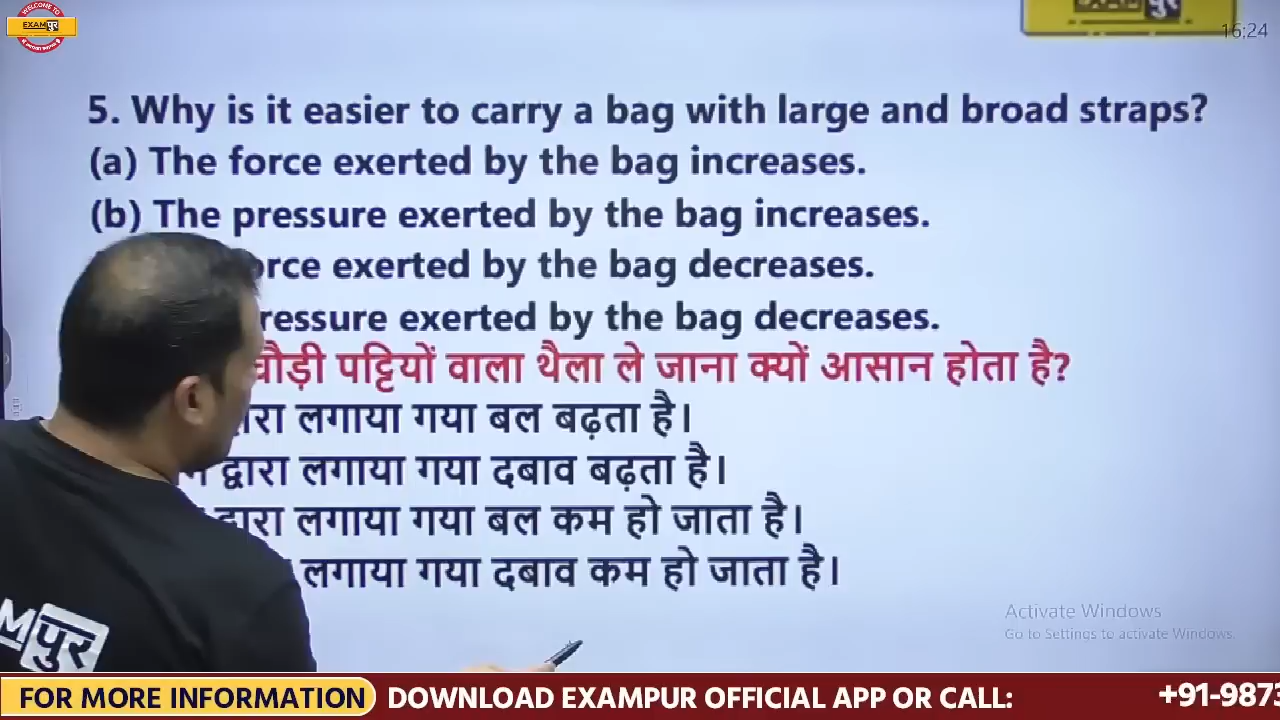 WELCOME TO
EXAMपुर
EXAMपुर
16:24
5. Why is it easier to carry a bag with large and broad straps?
(a) The force exerted by the bag increases.
(b) The pressure exerted by the bag increases.
exerted by the bag decreases.
exerted by the bag decreases.
चौड़ी पट्टियों वाला थैला ले जाना क्यों आसान होता है?
लगाया गया बल बढ़ता है।
द्वारा लगाया गया दबाव बढ़ता है।
लगाया गया बल कम हो जाता है।
लगाया गया दबाव कम हो जाता है।
Activate Windows
Go to Settings to activate Windows.
पुर
FOR MORE INFORMATION DOWNLOAD EXAMPUR OFFICIAL APP OR CALL: +91-9873